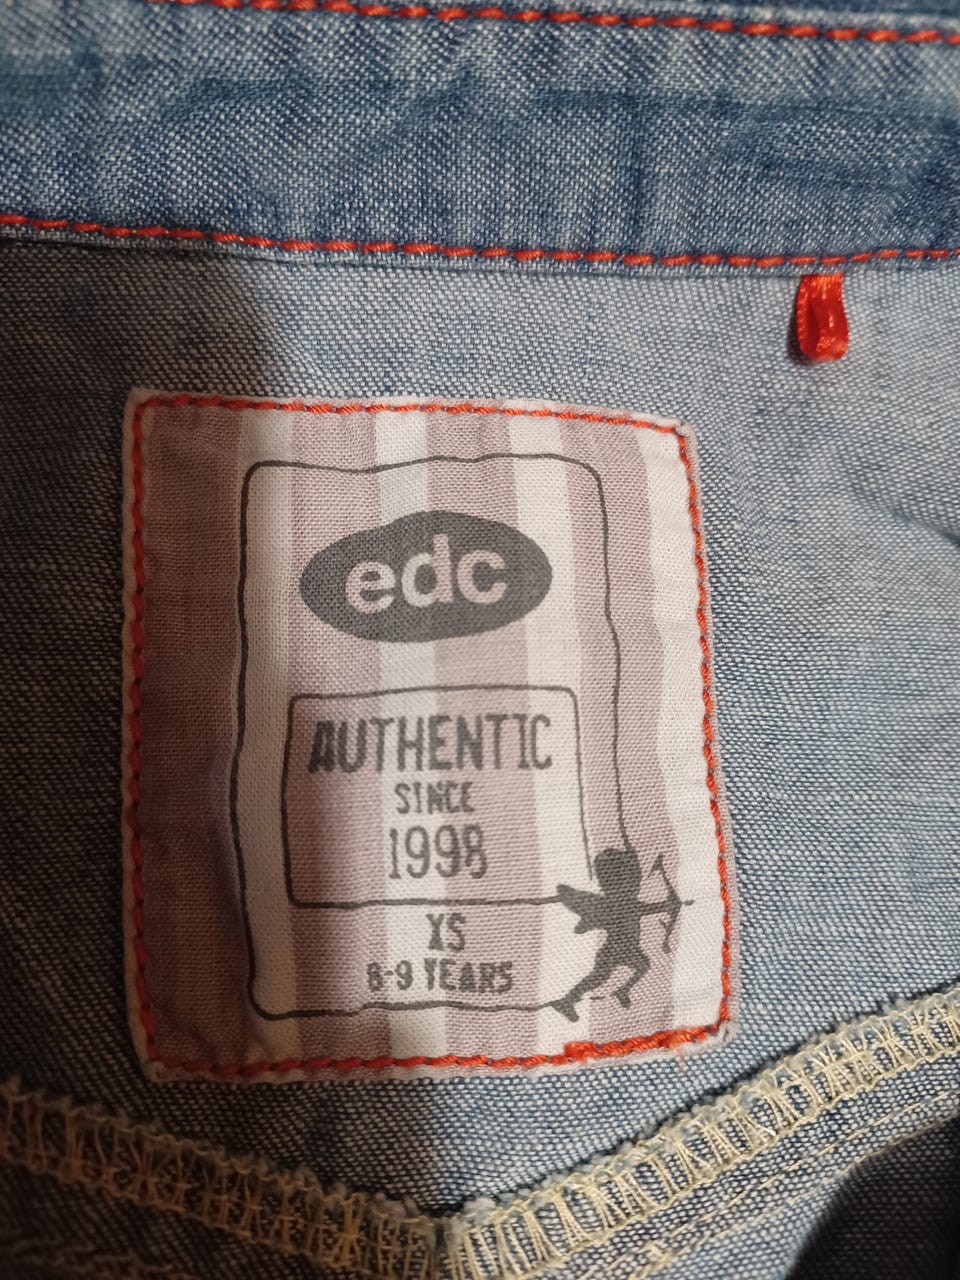 edc
AUTHENTIC
SINCE
1998
XS
8-9 YEARS